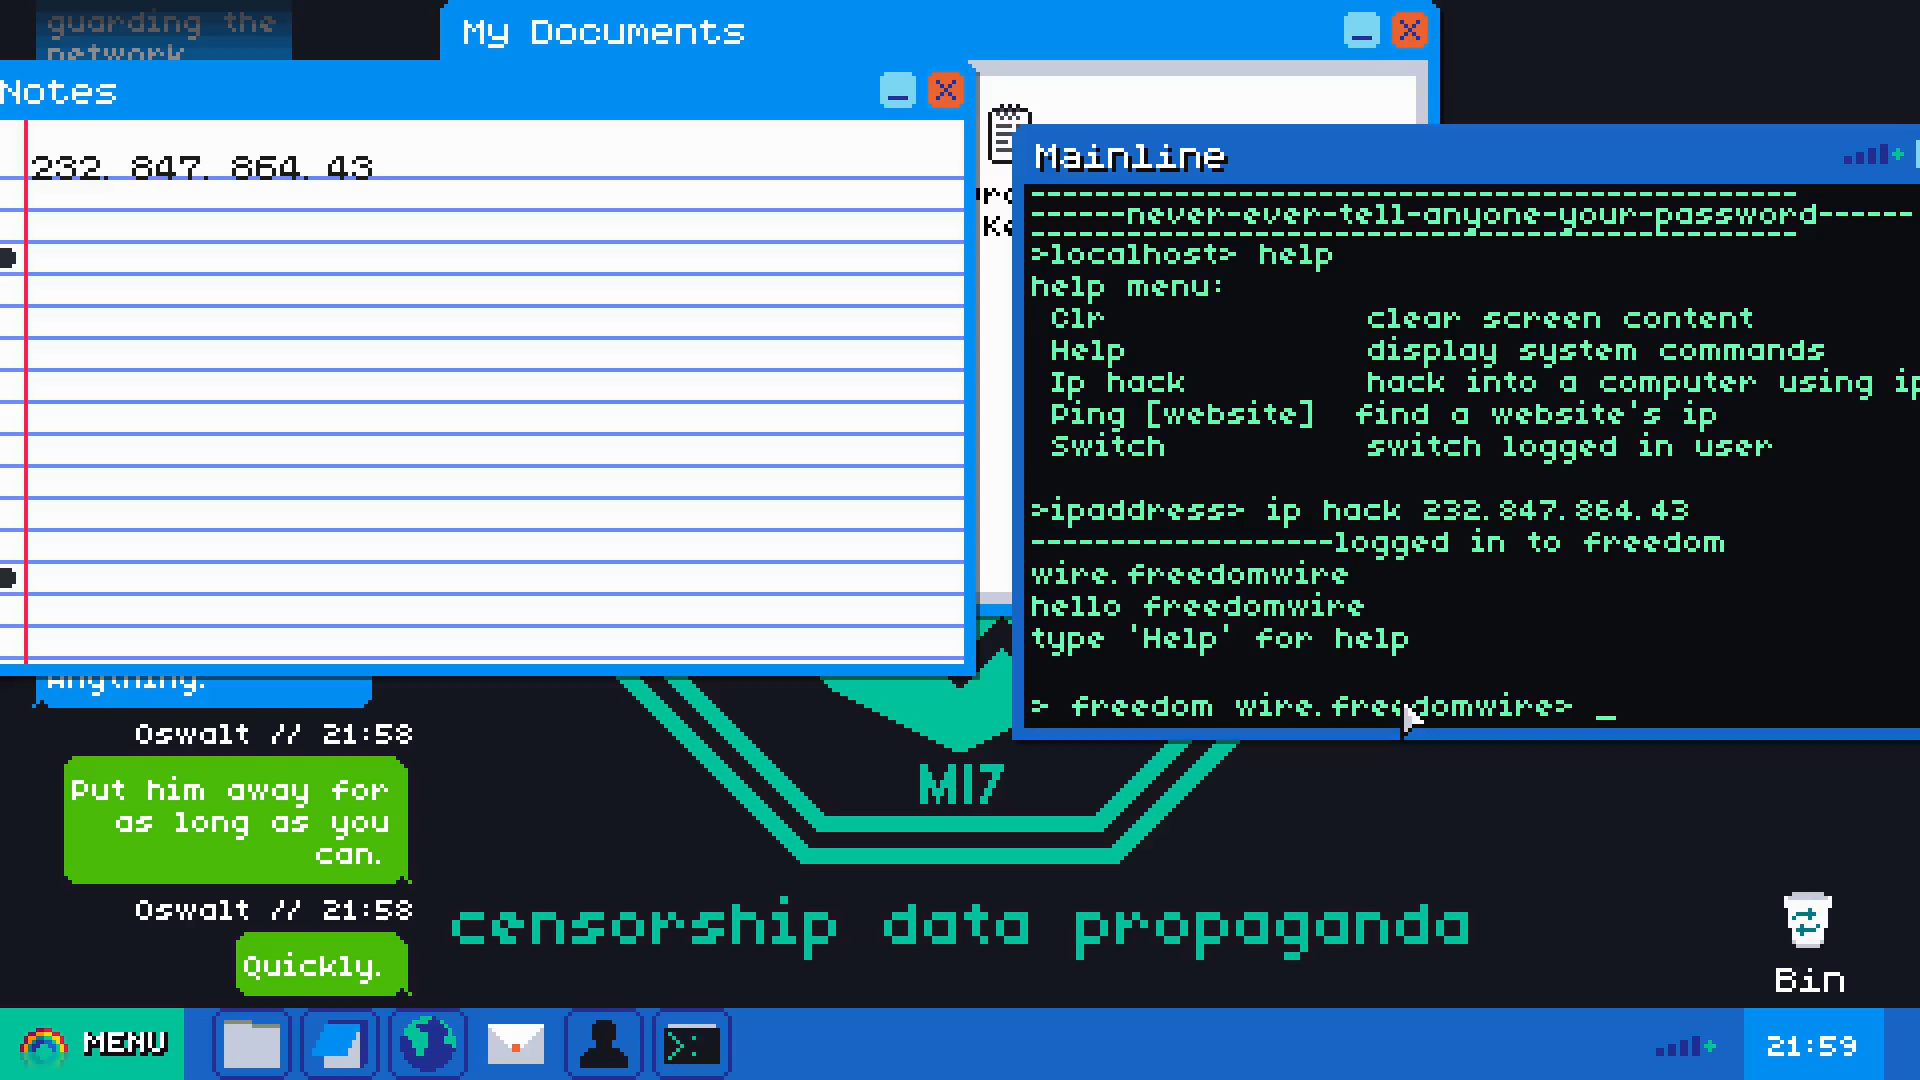 guarding the
network
My Documents
Notes
232. 847. 864. 43
Mainline
------never-ever-tell-anyone-your-password------
>localhost> help
help menu:
Clr clear screen content
Help display system commands
Ip hack hack into a computer using ip
Ping [website] find a website's ip
Switch switch logged in user
>ipaddress> ip hack 232.847.864.43
------------------logged in to freedom
wire.freedomwire
hello freedomwire
type 'Help' for help
> freedom wire.freedomwire> _
Anything.
Oswalt // 21:58
Put him away for
as long as you
can.
Oswalt // 21:58
Quickly.
MI7
censorship data propaganda
Bin
MENU
21:59